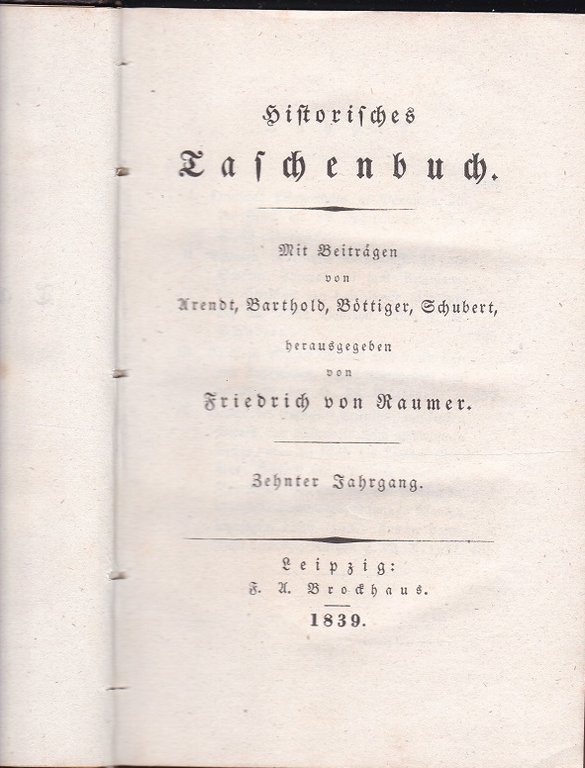 Hiſtoriſches
Taſchenbuch.
Mit Beiträgen
von
Arendt, Barthold, Böttiger, Schubert,
herausgegeben
von
Friedrich von Raumer.
Zehnter Jahrgang.
Leipzig:
F. A. Brockhaus.
1839.